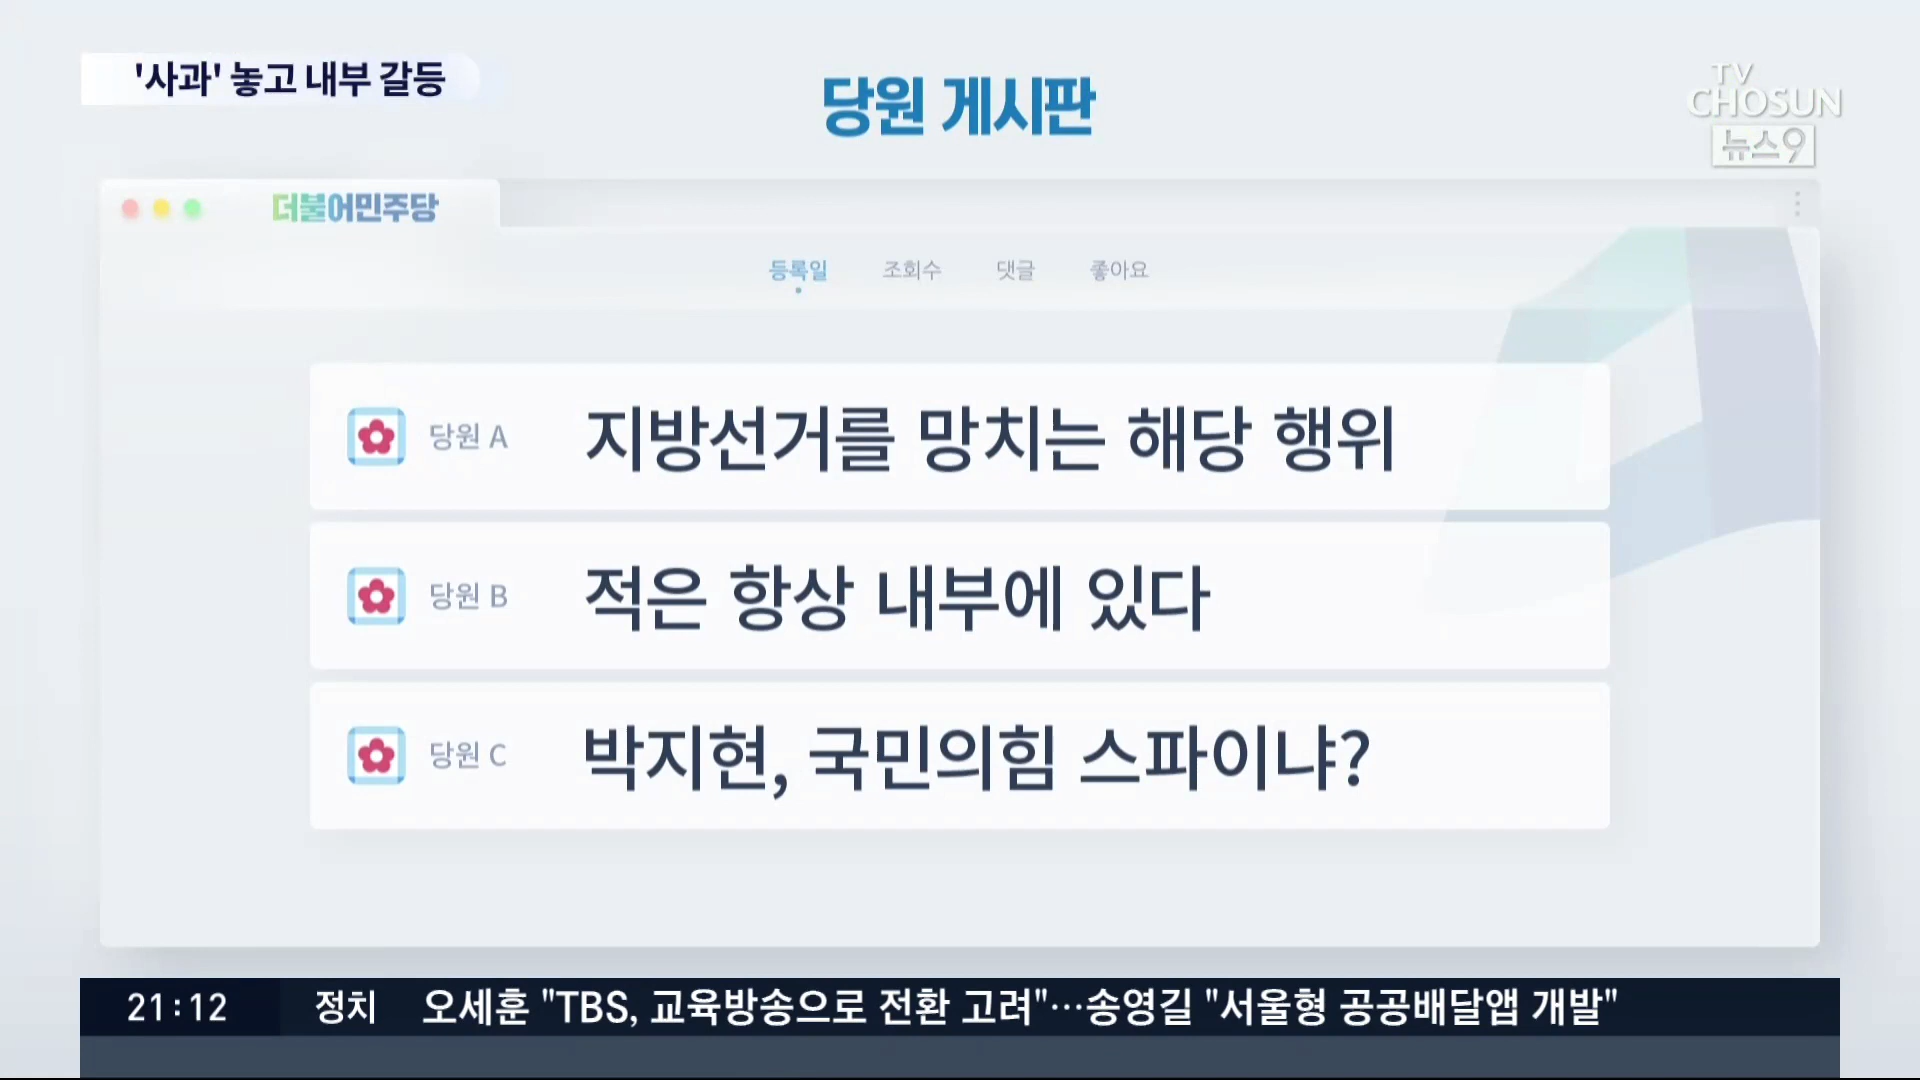 '사과' 놓고 내부 갈등
당원 게시판
TV
CHOSUN
뉴스9
더불어민주당
등록일 조회수 댓글 좋아요
당원 A 지방선거를 망치는 해당 행위
당원 B 적은 항상 내부에 있다
당원 C 박지현, 국민의힘 스파이냐?
21:12 정치 오세훈 "TBS, 교육방송으로 전환 고려"…송영길 "서울형 공공배달앱 개발"